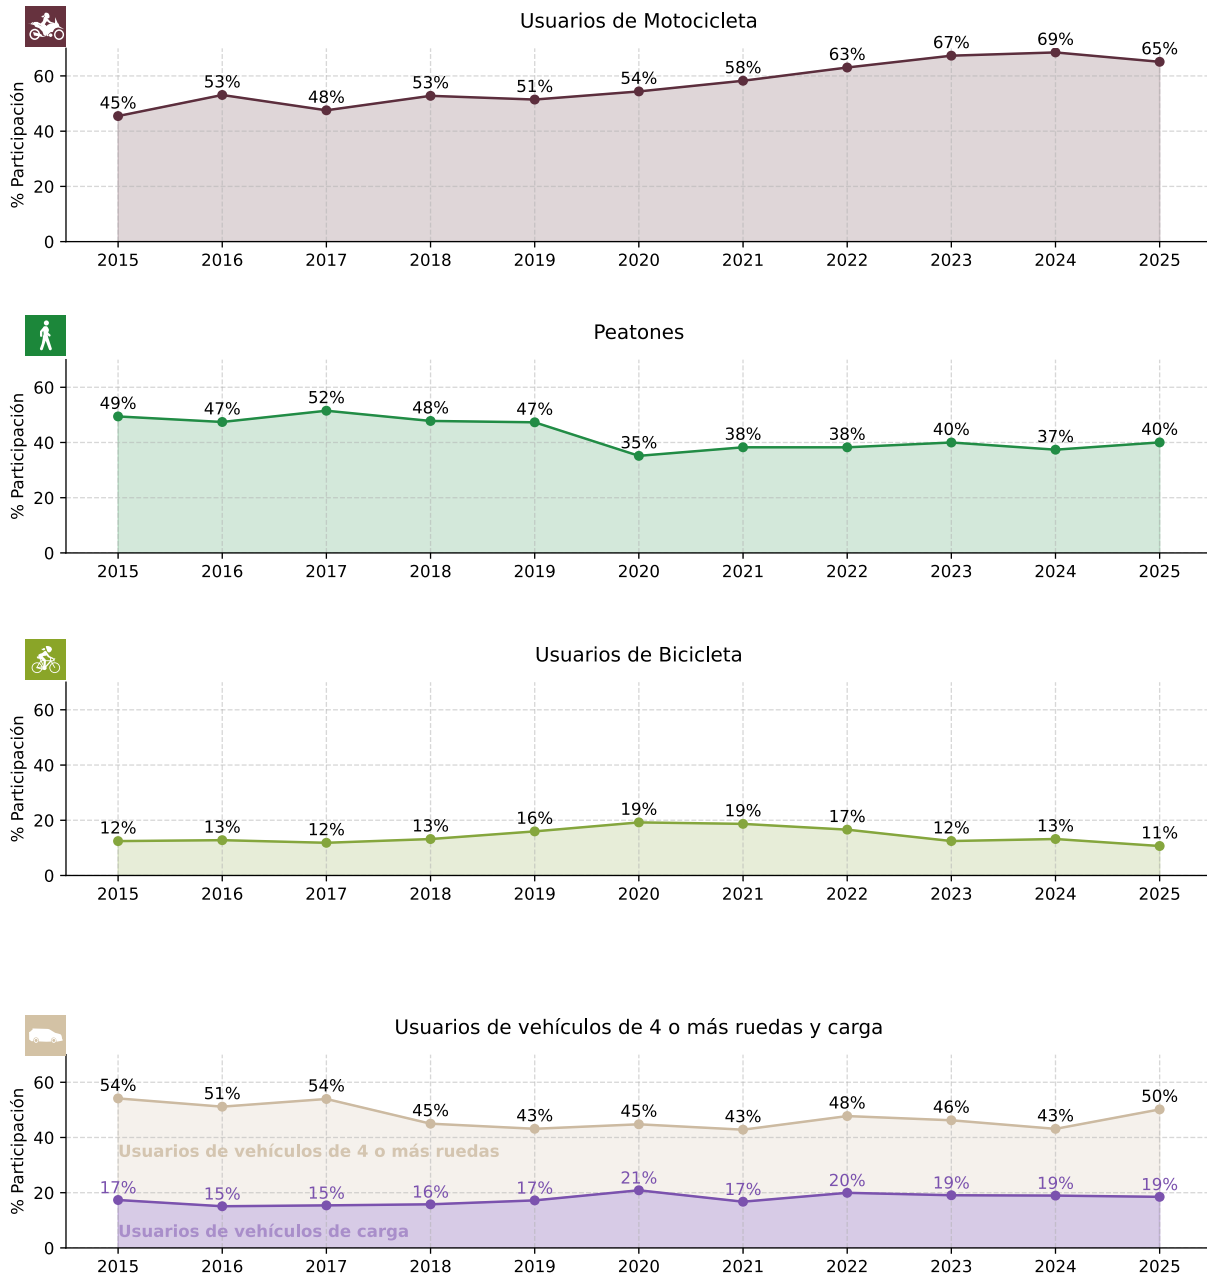 Usuarios de Motocicleta
% Participación
60
40
20
0
45% 53% 48% 53% 51% 54% 58% 63% 67% 69% 65%
2015 2016 2017 2018 2019 2020 2021 2022 2023 2024 2025
Peatones
% Participación
60
40
20
0
49% 47% 52% 48% 47% 35% 38% 38% 40% 37% 40%
2015 2016 2017 2018 2019 2020 2021 2022 2023 2024 2025
Usuarios de Bicicleta
% Participación
60
40
20
0
12% 13% 12% 13% 16% 19% 19% 17% 12% 13% 11%
2015 2016 2017 2018 2019 2020 2021 2022 2023 2024 2025
Usuarios de vehículos de 4 o más ruedas y carga
% Participación
60
40
20
0
54% 51% 54% 45% 43% 45% 43% 48% 46% 43% 50%
Usuarios de vehículos de 4 o más ruedas
17% 15% 15% 16% 17% 21% 17% 20% 19% 19% 19%
Usuarios de vehículos de carga
2015 2016 2017 2018 2019 2020 2021 2022 2023 2024 2025